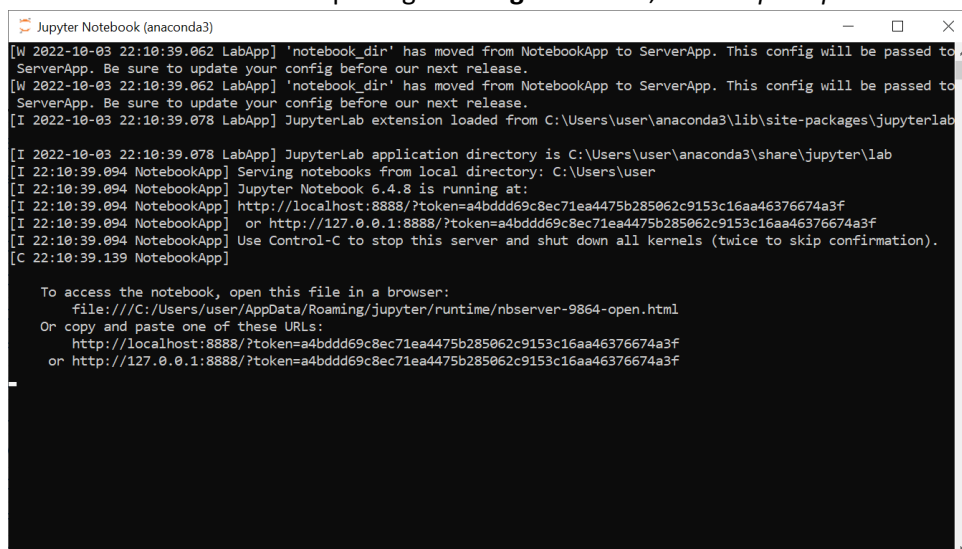 Jupyter Notebook (anaconda3)
[W 2022-10-03 22:10:39.062 LabApp] 'notebook_dir' has moved from NotebookApp to ServerApp. This config will be passed to
ServerApp. Be sure to update your config before our next release.
[W 2022-10-03 22:10:39.062 LabApp] 'notebook_dir' has moved from NotebookApp to ServerApp. This config will be passed to
ServerApp. Be sure to update your config before our next release.
[I 2022-10-03 22:10:39.078 LabApp] JupyterLab extension loaded from C:\Users\user\anaconda3\lib\site-packages\jupyterlab
[I 2022-10-03 22:10:39.078 LabApp] JupyterLab application directory is C:\Users\user\anaconda3\share\jupyter\lab
[I 22:10:39.094 NotebookApp] Serving notebooks from local directory: C:\Users\user
[I 22:10:39.094 NotebookApp] Jupyter Notebook 6.4.8 is running at:
[I 22:10:39.094 NotebookApp] http://localhost:8888/?token=a4bddd69c8ec71ea4475b285062c9153c16aa46376674a3f
[I 22:10:39.094 NotebookApp]  or http://127.0.0.1:8888/?token=a4bddd69c8ec71ea4475b285062c9153c16aa46376674a3f
[I 22:10:39.094 NotebookApp] Use Control-C to stop this server and shut down all kernels (twice to skip confirmation).
[C 22:10:39.139 NotebookApp]
To access the notebook, open this file in a browser:
file:///C:/Users/user/AppData/Roaming/jupyter/runtime/nbserver-9864-open.html
Or copy and paste one of these URLs:
http://localhost:8888/?token=a4bddd69c8ec71ea4475b285062c9153c16aa46376674a3f
or http://127.0.0.1:8888/?token=a4bddd69c8ec71ea4475b285062c9153c16aa46376674a3f